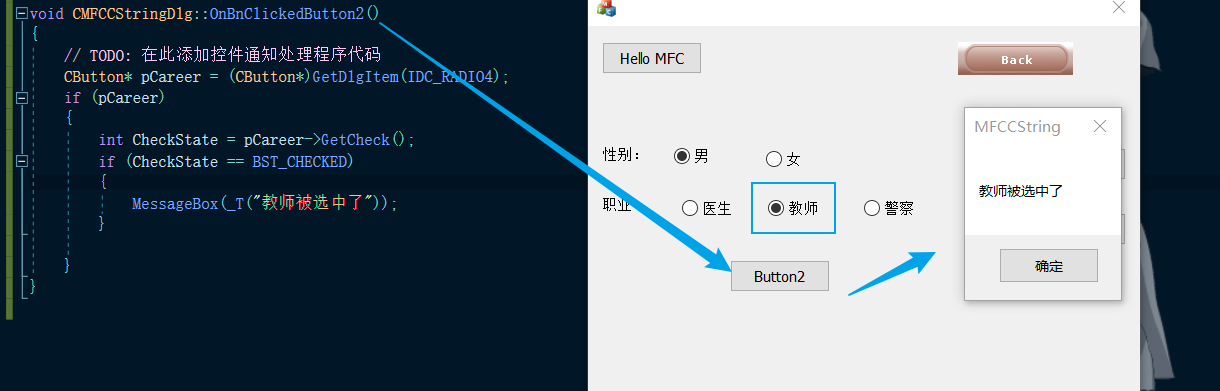 void CMFCCStringDlg::OnBnClickedButton2()
{
// TODO: 在此添加控件通知处理程序代码
CButton* pCareer = (CButton*)GetDlgItem(IDC_RADIO4);
if (pCareer)
{
int CheckState = pCareer->GetCheck();
if (CheckState == BST_CHECKED)
{
MessageBox(_T("教师被选中了"));
}
}
}
Hello MFC
Back
性别：
男
女
职业
医生
教师
警察
Button2
MFCCString
教师被选中了
确定